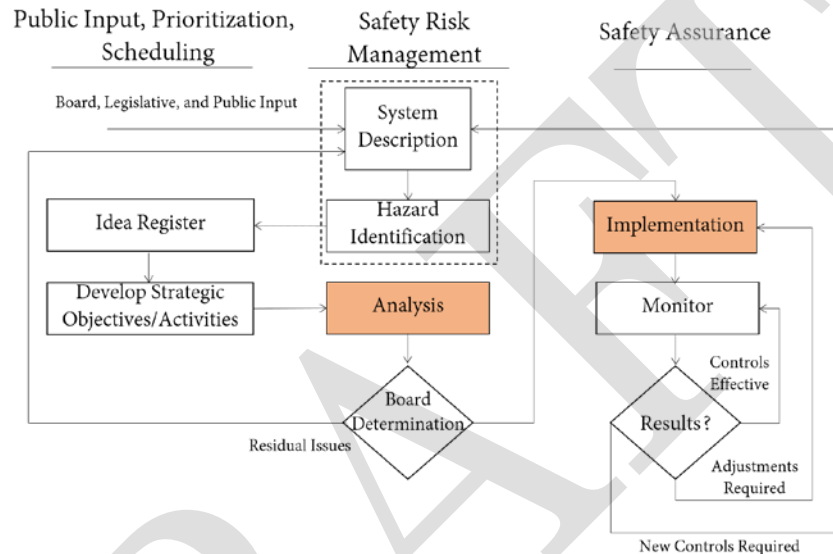 Public Input, Prioritization,
Scheduling
Safety Risk
Management
Safety Assurance
Board, Legislative, and Public Input
System
Description
Idea Register
Hazard
Identification
Implementation
Develop Strategic
Objectives/Activities
Analysis
Monitor
Controls
Effective
Board
Determination
Results?
Residual Issues
Adjustments
Required
New Controls Required
DRAFT